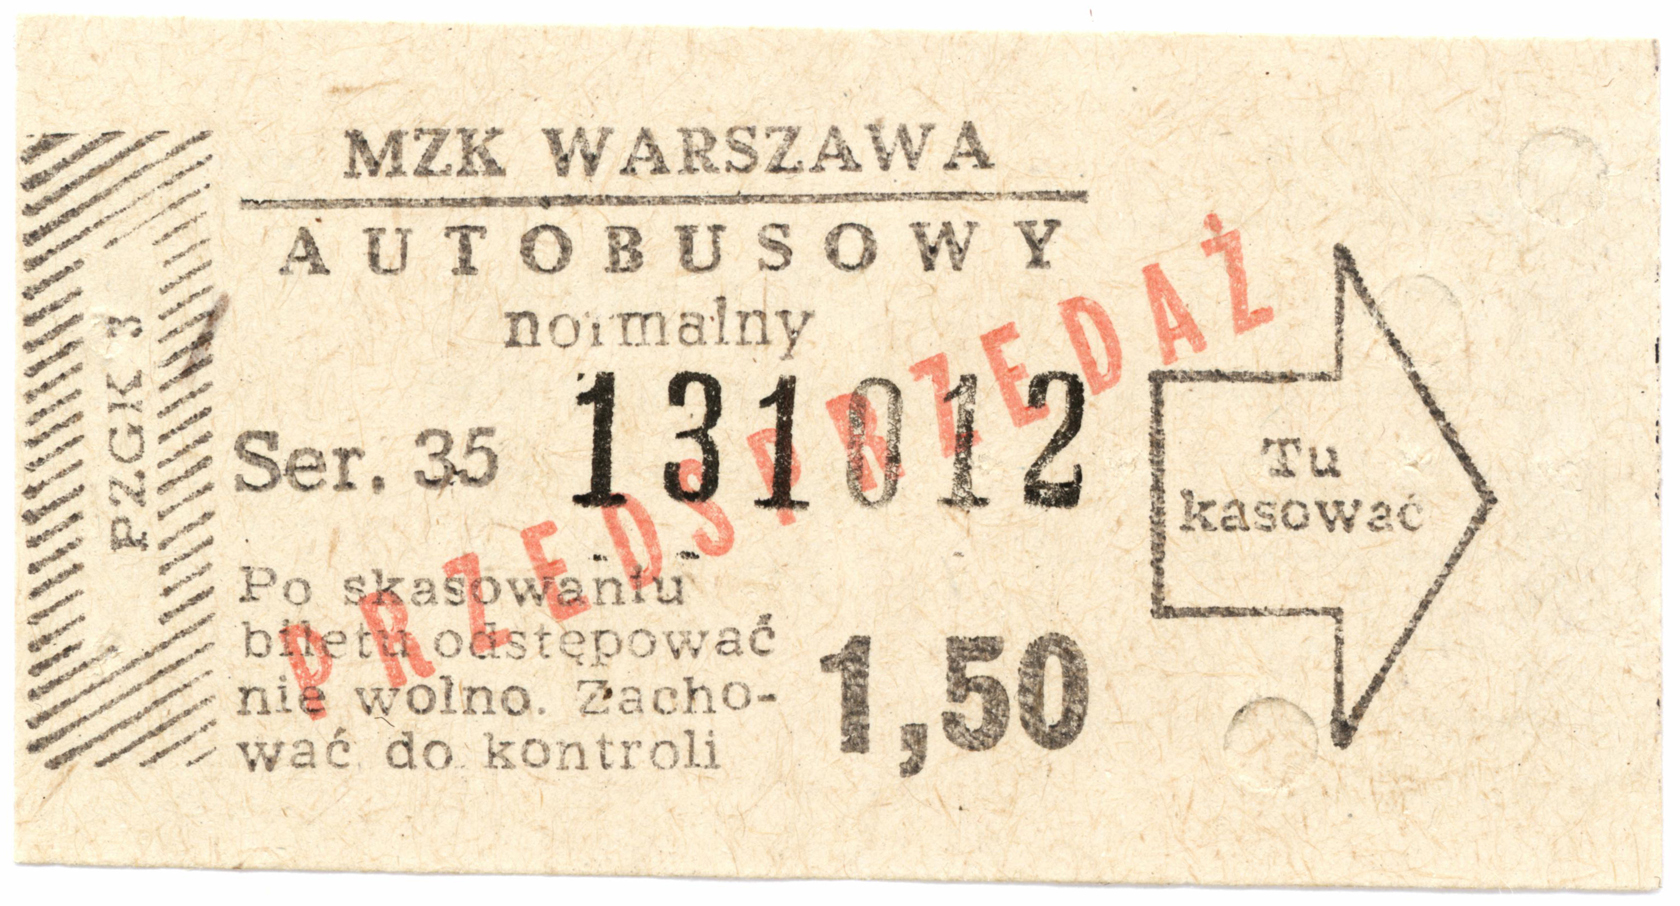 MZK WARSZAWA
AUTOBUSOWY
normalny
Ser. 35 131012
PRZEDSPRZEDAŻ
Po skasowaniu
biletu odstępować
nie wolno. Zacho-
wać do kontroli
1,50
Tu
kasować
PZGK 3